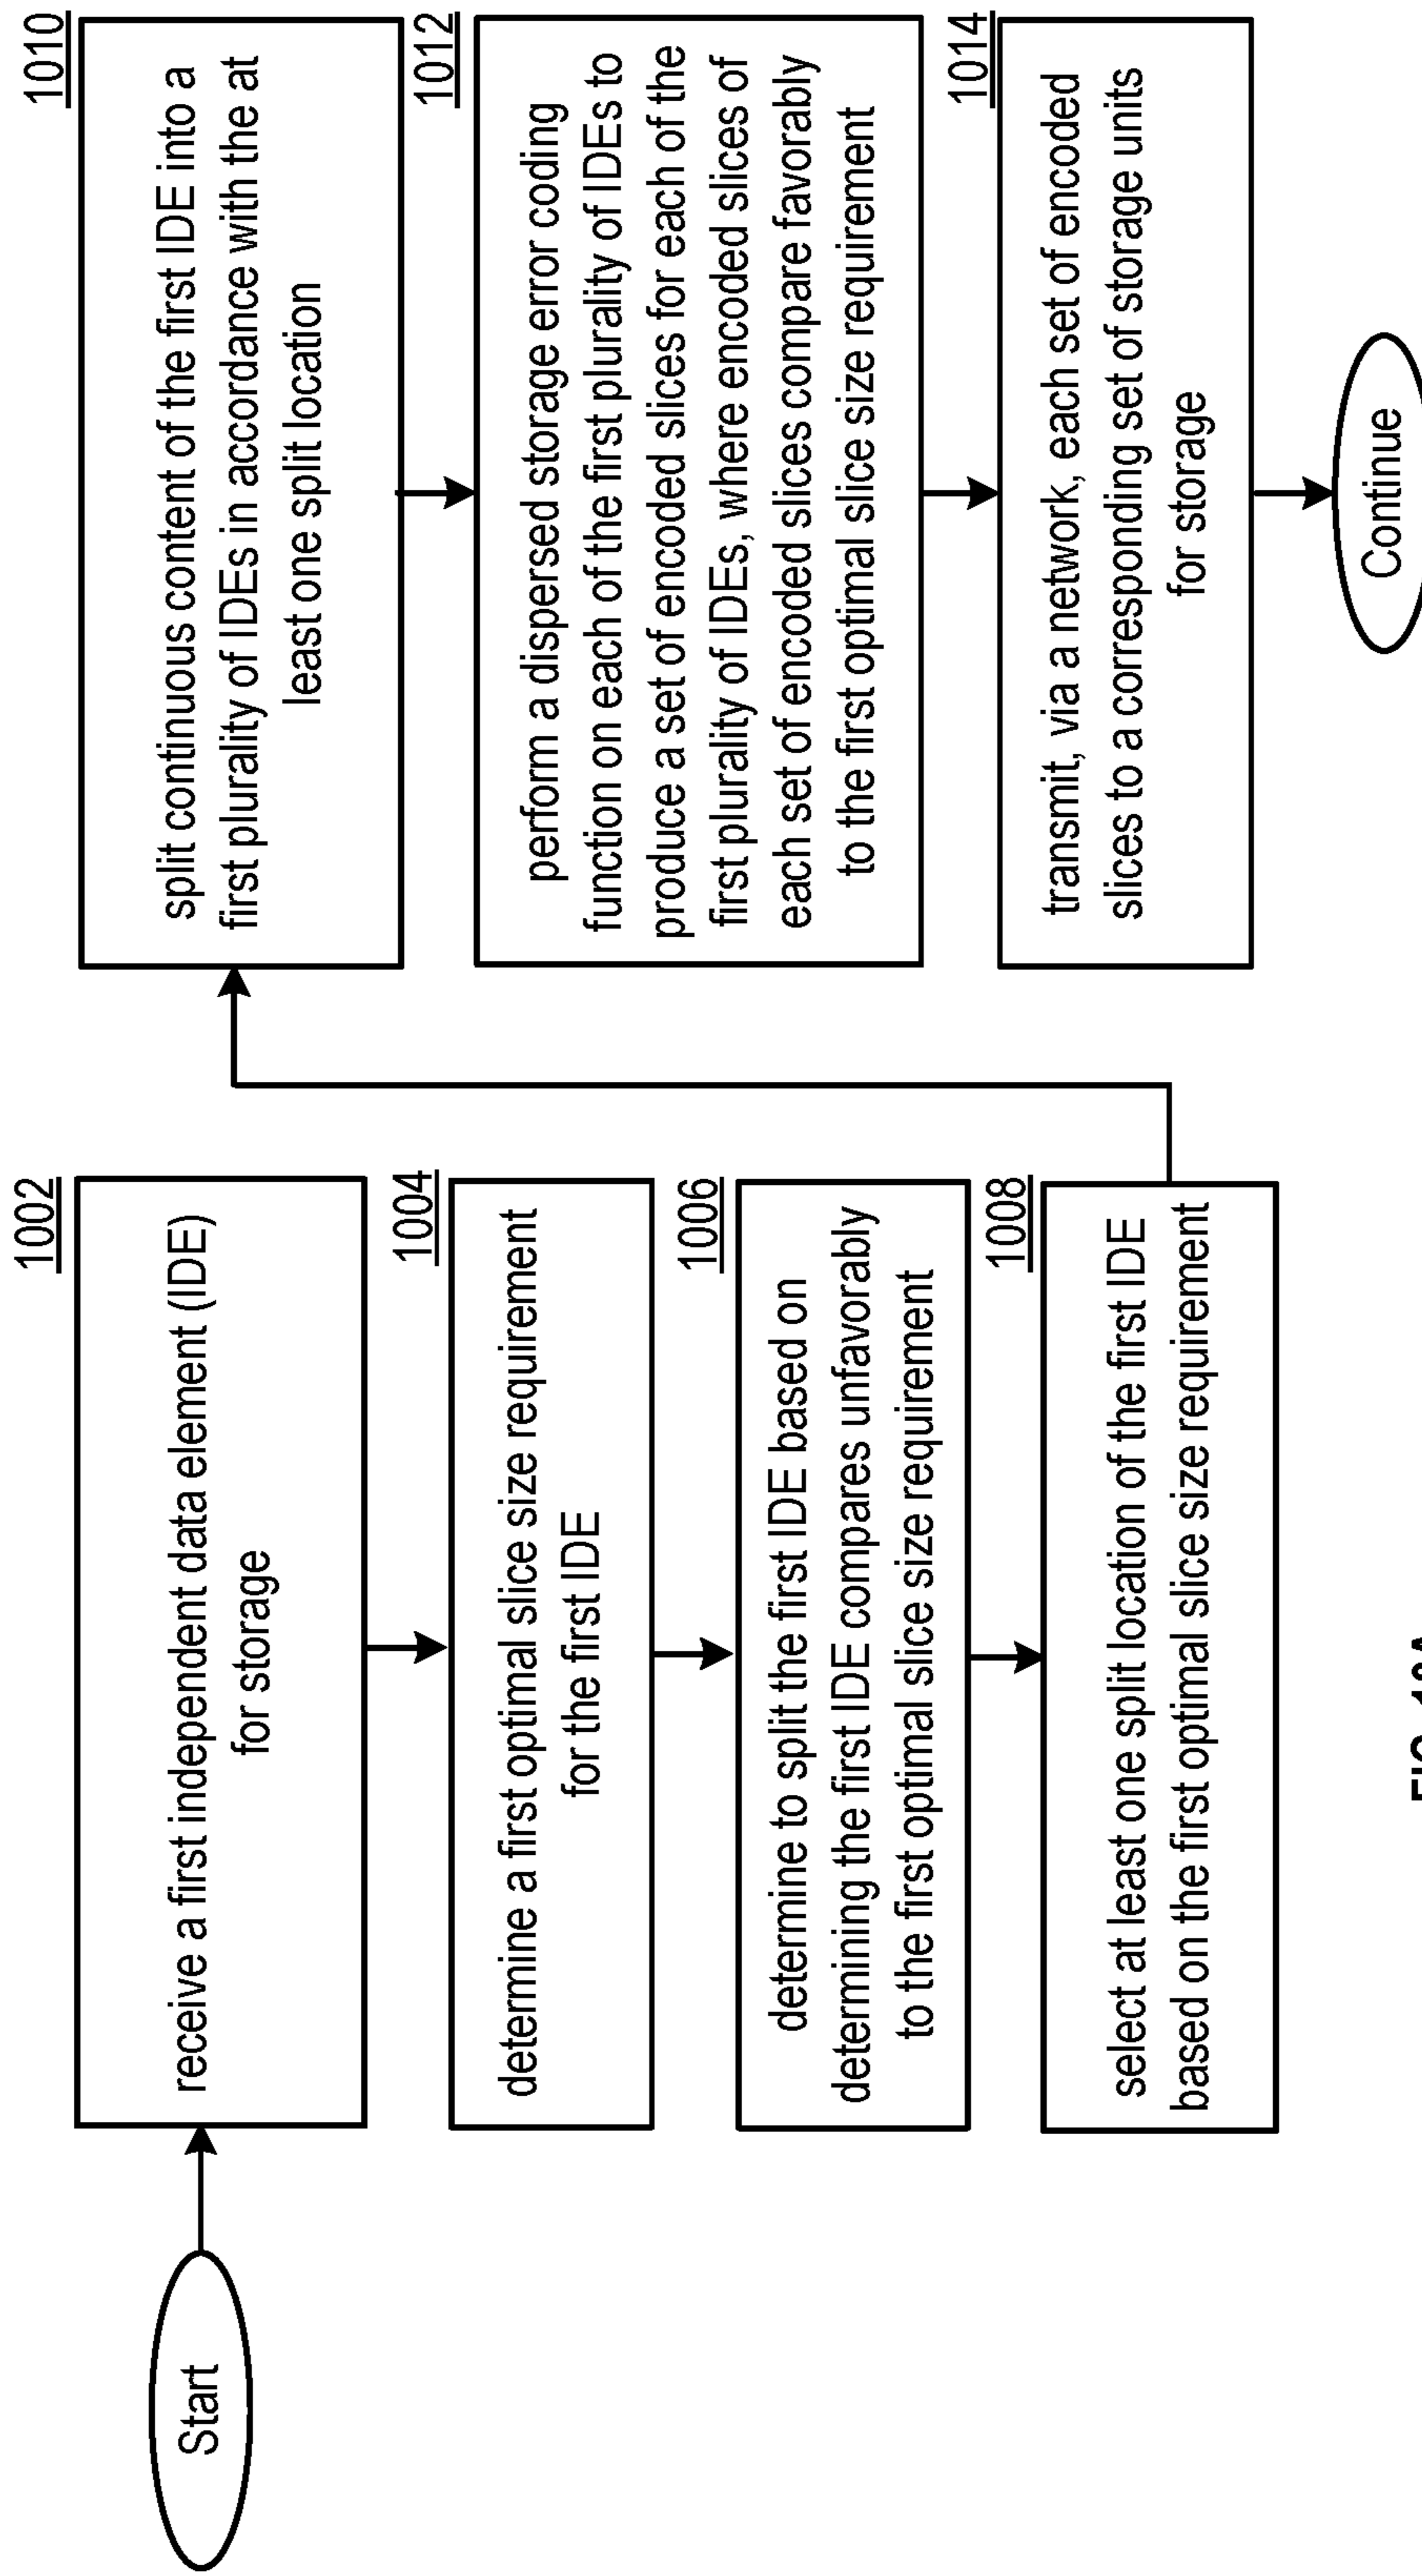 Start
1002
receive a first independent data element (IDE)
for storage
1004
determine a first optimal slice size requirement
for the first IDE
1006
determine to split the first IDE based on
determining the first IDE compares unfavorably
to the first optimal slice size requirement
1008
select at least one split location of the first IDE
based on the first optimal slice size requirement
1010
split continuous content of the first IDE into a
first plurality of IDEs in accordance with the at
least one split location
1012
perform a dispersed storage error coding
function on each of the first plurality of IDEs to
produce a set of encoded slices for each of the
first plurality of IDEs, where encoded slices of
each set of encoded slices compare favorably
to the first optimal slice size requirement
1014
transmit, via a network, each set of encoded
slices to a corresponding set of storage units
for storage
Continue
FIG.